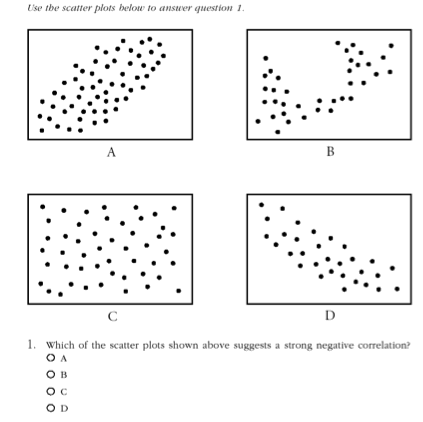 Use the scatter plots below to answer question 1.
A
B
C
D
1. Which of the scatter plots shown above suggests a strong negative correlation?
A
B
C
D